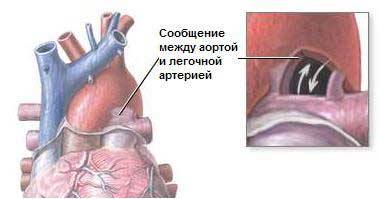 Сообщение
между аортой
и легочной
артерией